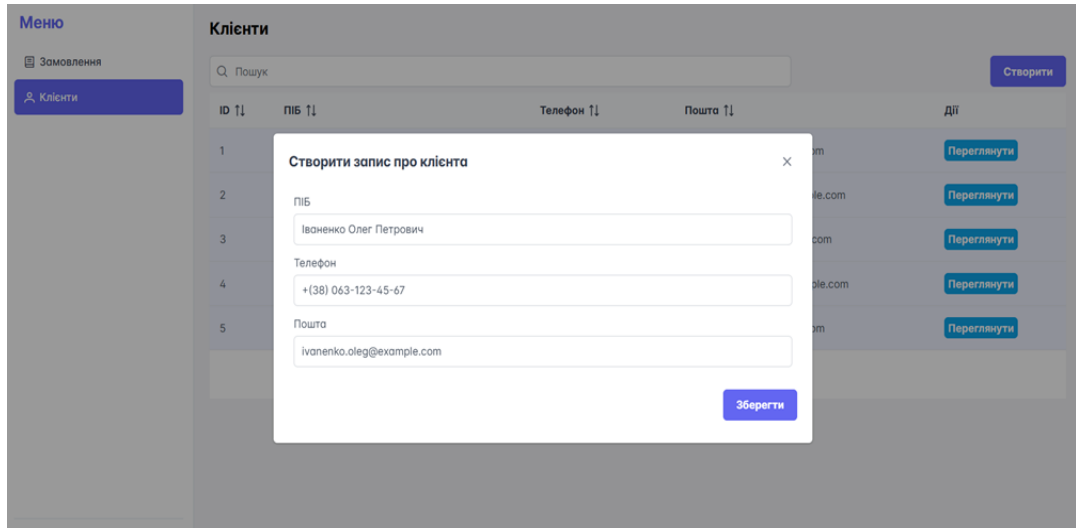 Меню
Замовлення
Клієнти
Клієнти
Пошук
Створити
ID ПІБ Телефон Пошта Дії
1 Переглянути
2 Переглянути
3 Переглянути
4 Переглянути
5 Переглянути
Створити запис про клієнта
ПІБ
Іваненко Олег Петрович
Телефон
+(38) 063-123-45-67
Пошта
ivanenko.oleg@example.com
Зберегти